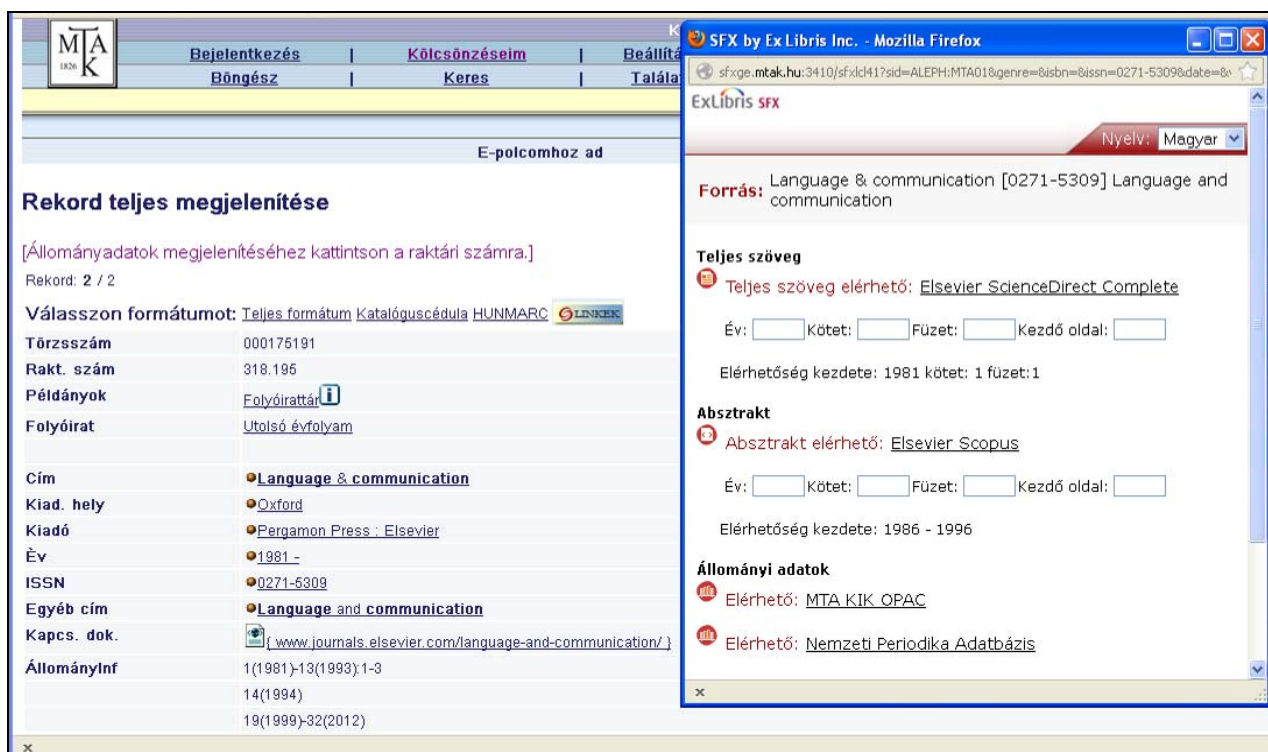 MTA
1826 K
K
Bejelentkezés | Kölcsönzéseim | Beállítá
Böngész | Keres | Talála
E-polcomhoz ad
Rekord teljes megjelenítése
[Állományadatok megjelenítéséhez kattintson a raktári számra.]
Rekord: 2 / 2
Válasszon formátumot: Teljes formátum Katalóguscédula HUNMARC LINKEK
Törzsszám 000175191
Rakt. szám 318.195
Példányok Folyóirattár i
Folyóirat Utolsó évfolyam
Cím Language & communication
Kiad. hely Oxford
Kiadó Pergamon Press : Elsevier
Èv 1981 -
ISSN 0271-5309
Egyéb cím Language and communication
Kapcs. dok. { www.journals.elsevier.com/language-and-communication/ }
ÁllományInf 1(1981)-13(1993):1-3
14(1994)
19(1999)-32(2012)
x
SFX by Ex Libris Inc. - Mozilla Firefox
sfxge.mtak.hu:3410/sfxlcl41?sid=ALEPH:MTA01&genre=&isbn=&issn=0271-5309&date=&
ExLibris SFX
Nyelv: Magyar
Forrás: Language & communication [0271-5309] Language and
communication
Teljes szöveg
Teljes szöveg elérhető: Elsevier ScienceDirect Complete
Év: Kötet: Füzet: Kezdő oldal:
Elérhetőség kezdete: 1981 kötet: 1 füzet:1
Absztrakt
Absztrakt elérhető: Elsevier Scopus
Év: Kötet: Füzet: Kezdő oldal:
Elérhetőség kezdete: 1986 - 1996
Állományi adatok
Elérhető: MTA KIK OPAC
Elérhető: Nemzeti Periodika Adatbázis
x